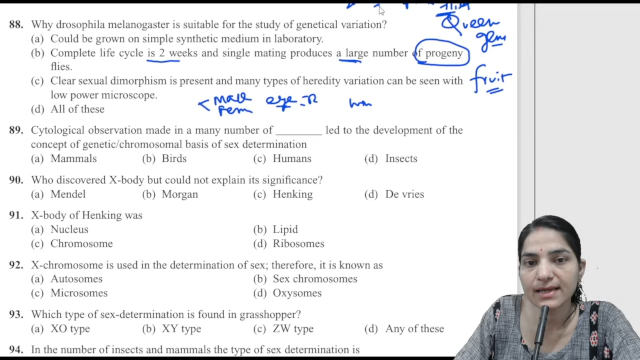 Queen
gem
88. Why drosophila melanogaster is suitable for the study of genetical variation?
(a) Could be grown on simple synthetic medium in laboratory.
(b) Complete life cycle is 2 weeks and single mating produces a large number of progeny
flies.
(c) Clear sexual dimorphism is present and many types of heredity variation can be seen with
low power microscope.
fruit
(d) All of these
male eye - R
fem
89. Cytological observation made in a many number of ________ led to the development of the
concept of genetic/chromosomal basis of sex determination
(a) Mammals (b) Birds (c) Humans (d) Insects
90. Who discovered X-body but could not explain its significance?
(a) Mendel (b) Morgan (c) Henking (d) De vries
91. X-body of Henking was
(a) Nucleus (b) Lipid
(c) Chromosome (d) Ribosomes
92. X-chromosome is used in the determination of sex; therefore, it is known as
(a) Autosomes (b) Sex chromosomes
(c) Microsomes (d) Oxysomes
93. Which type of sex-determination is found in grasshopper?
(a) XO type (b) XY type (c) ZW type (d) Any of these
94. In the number of insects and mammals the type of sex determination is